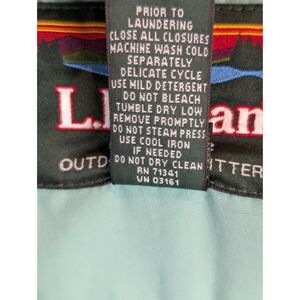 PRIOR TO
LAUNDERING
CLOSE ALL CLOSURES
MACHINE WASH COLD
SEPARATELY
DELICATE CYCLE
USE MILD DETERGENT
DO NOT BLEACH
TUMBLE DRY LOW
REMOVE PROMPTLY
DO NOT STEAM PRESS
USE COOL IRON
IF NEEDED
DO NOT DRY CLEAN
RN 71341
VN 03161
L. an
OUTD TTER